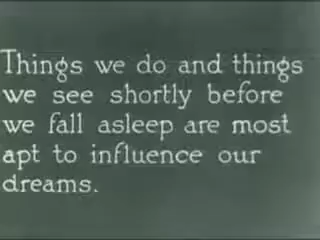 Things we do and things
we see shortly before
we fall asleep are most
apt to influence our
dreams.